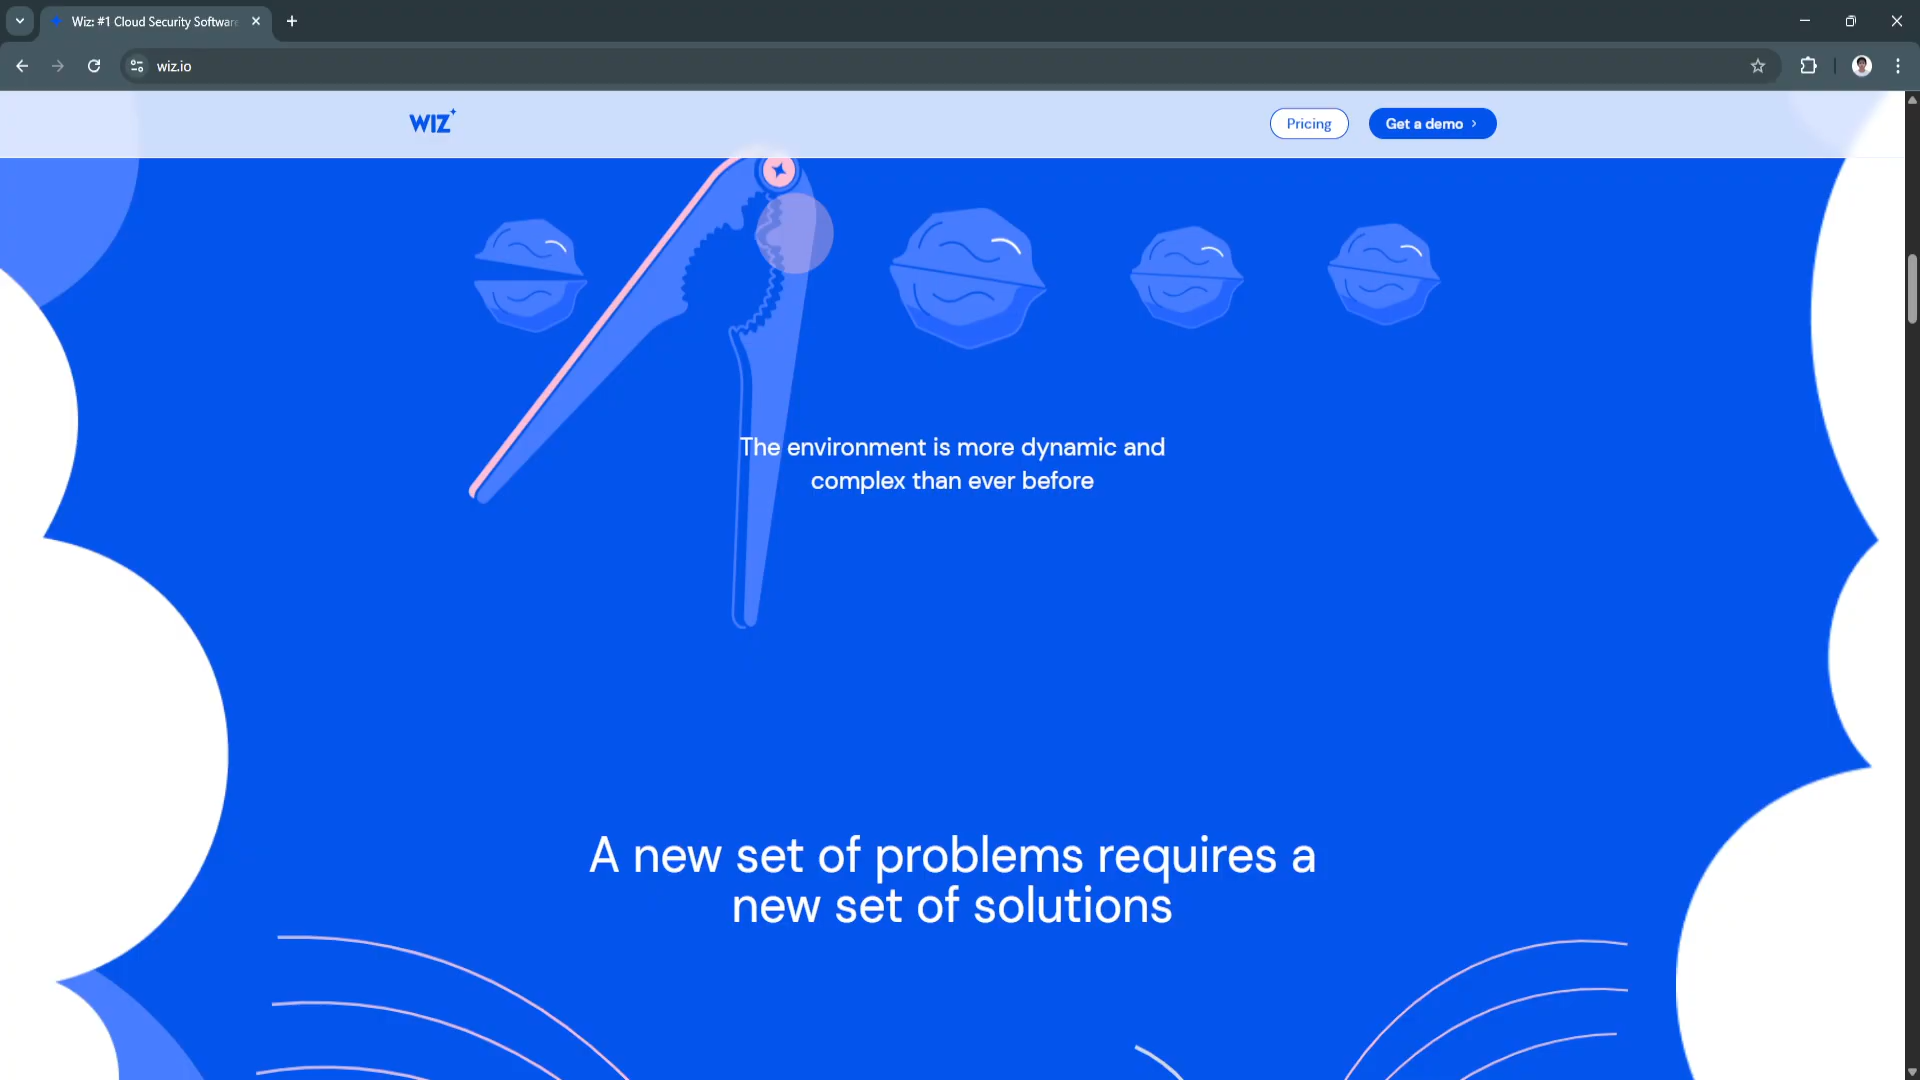 Wiz: #1 Cloud Security Software
wiz.io
WIZ
Pricing
Get a demo
The environment is more dynamic and
complex than ever before
A new set of problems requires a
new set of solutions